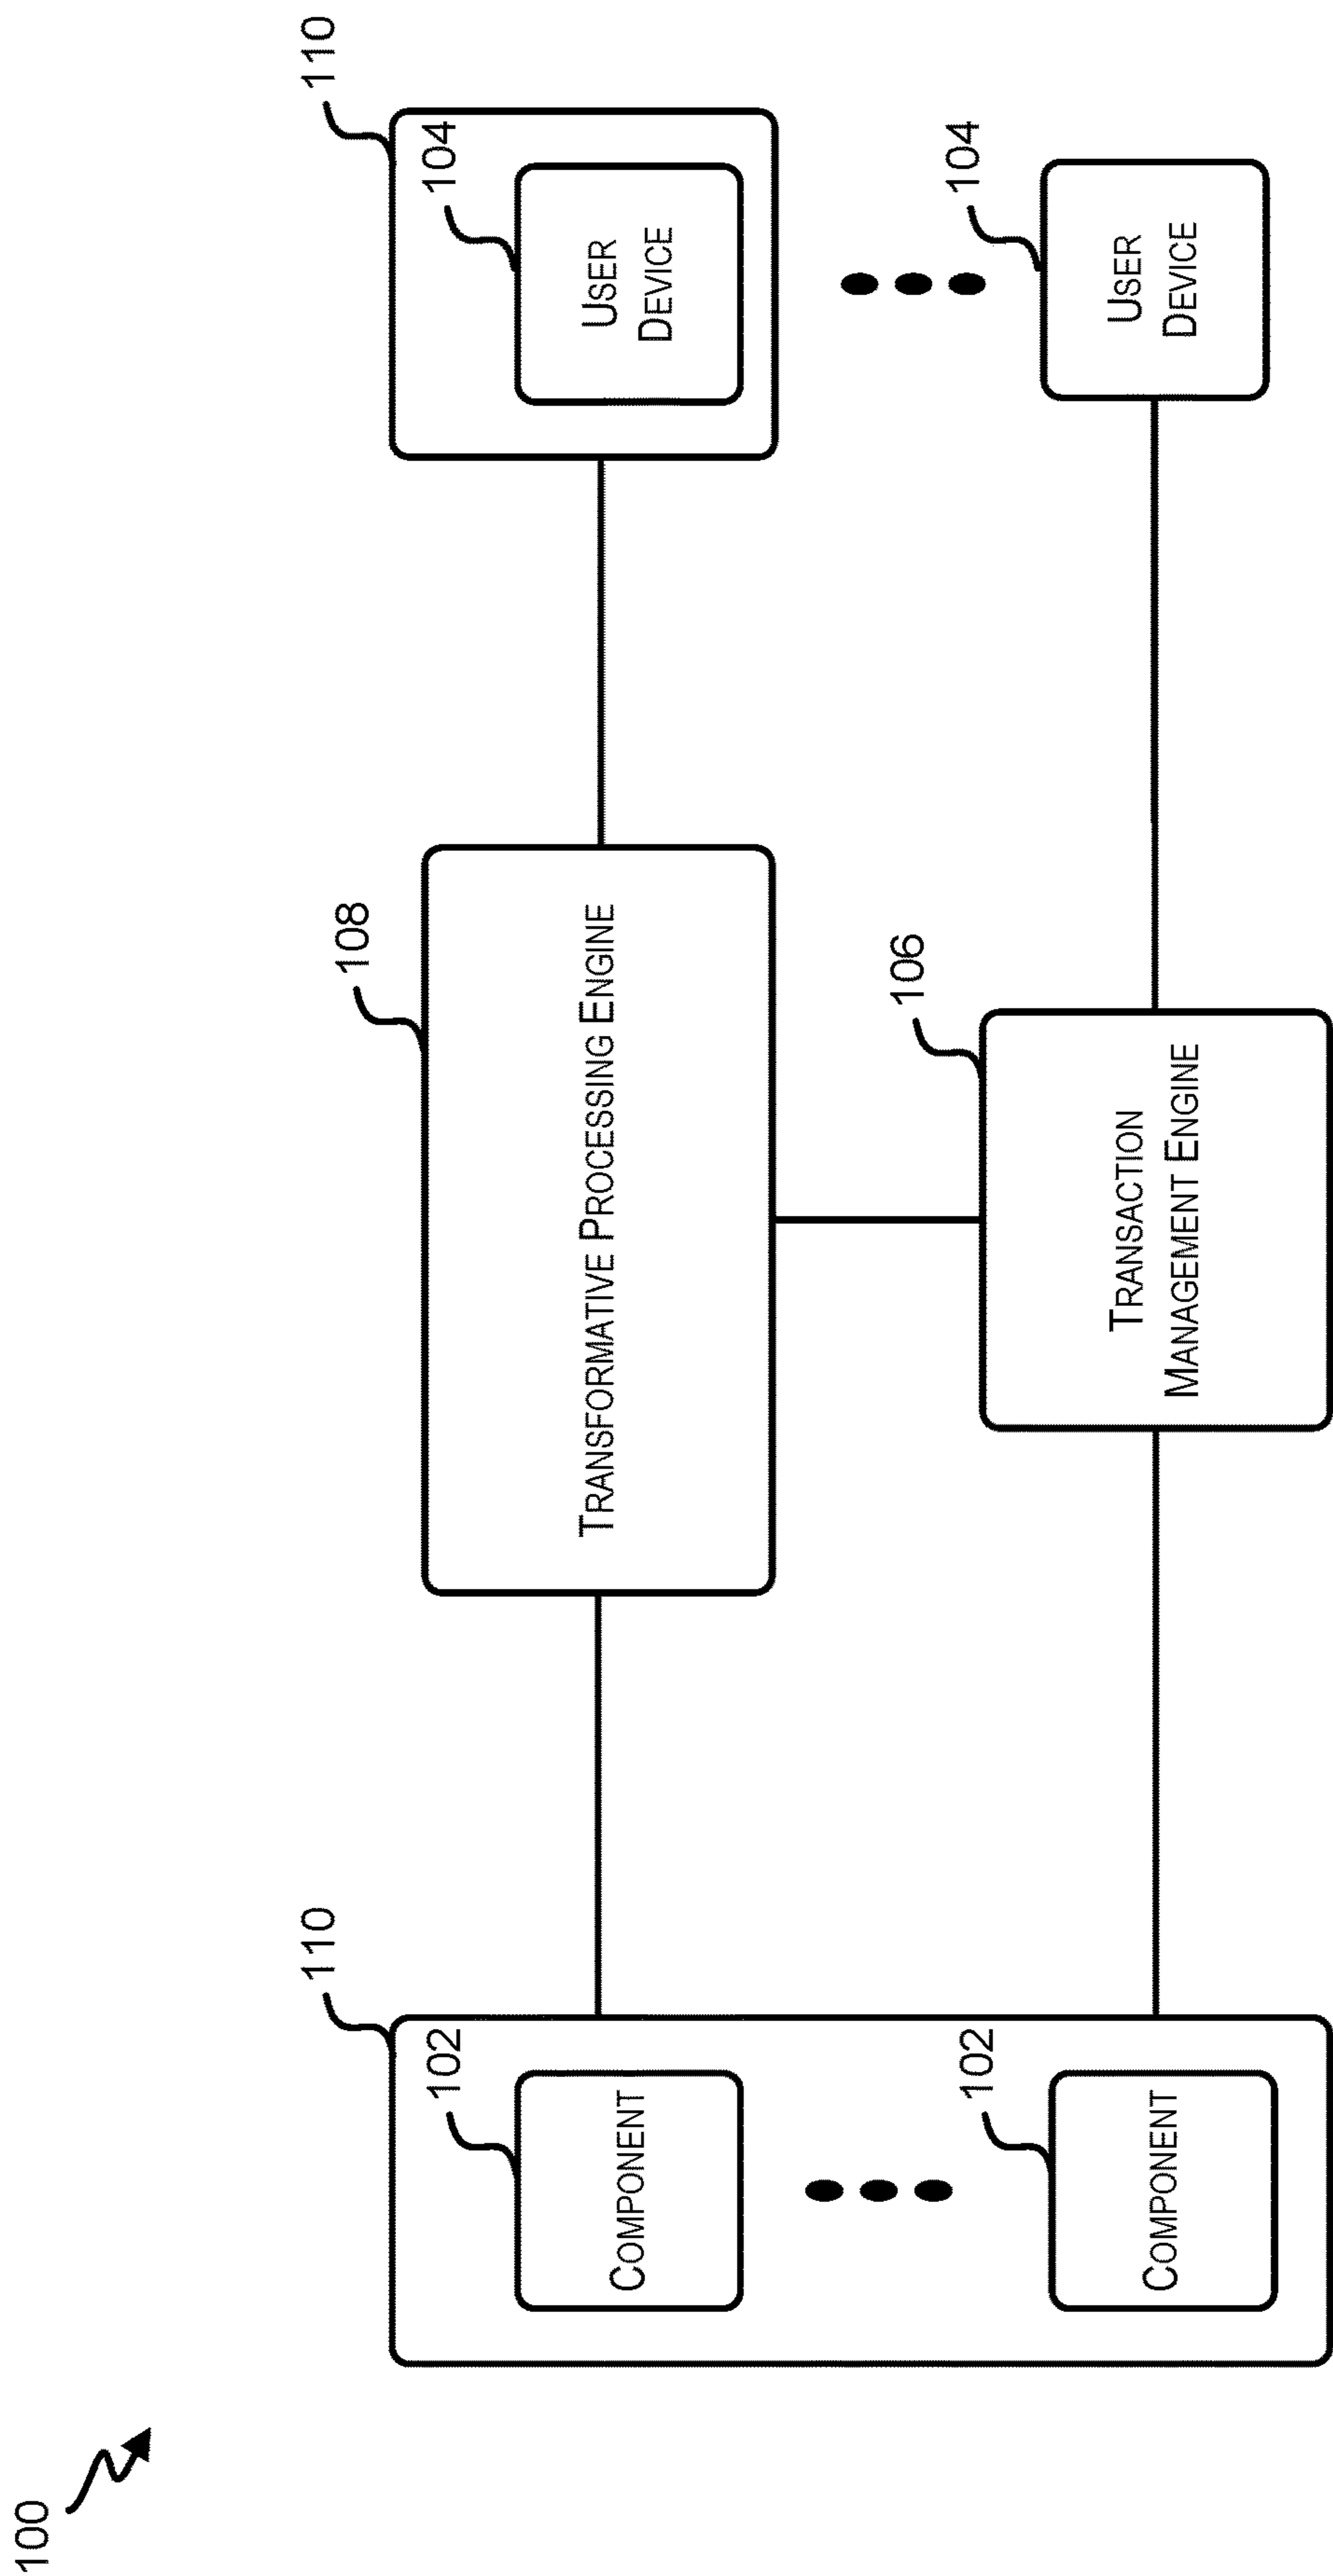 100
110
102
COMPONENT
102
COMPONENT
108
TRANSFORMATIVE PROCESSING ENGINE
106
TRANSACTION
MANAGEMENT ENGINE
110
104
USER
DEVICE
104
USER
DEVICE